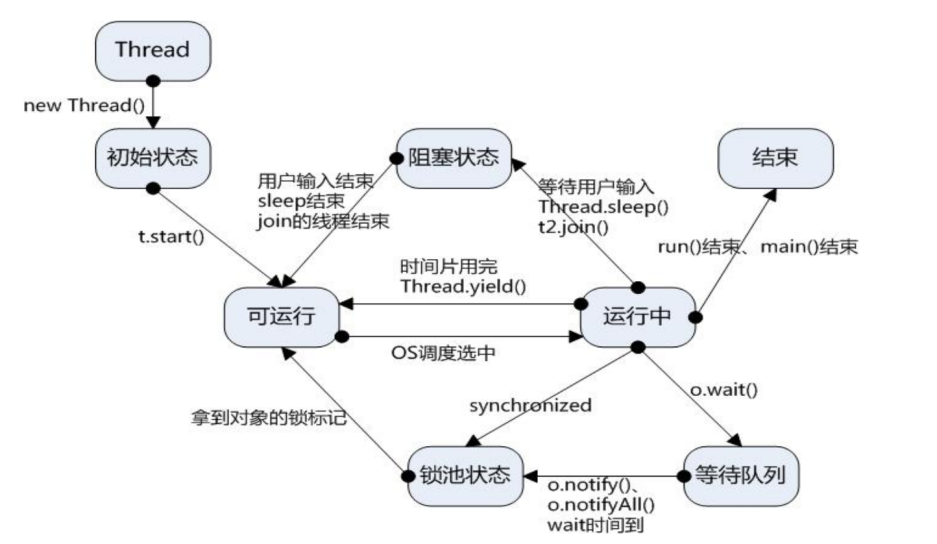 Thread
new Thread()
初始状态
阻塞状态
结束
用户输入结束
sleep结束
join的线程结束
等待用户输入
Thread.sleep()
t2.join()
t.start()
run()结束、main()结束
时间片用完
Thread.yield()
可运行
运行中
OS调度选中
o.wait()
synchronized
拿到对象的锁标记
锁池状态
等待队列
o.notify()、
o.notifyAll()
wait时间到